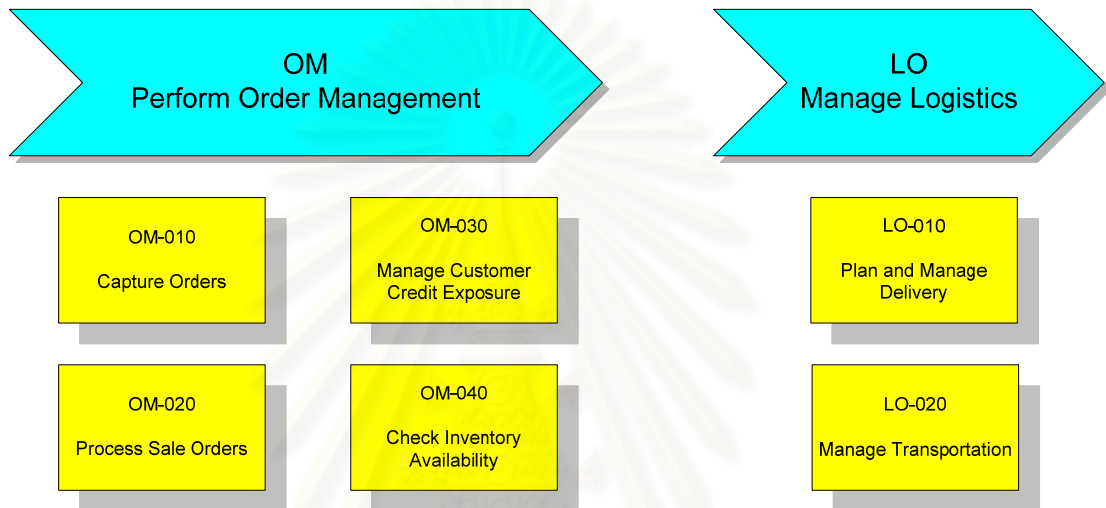 OM
Perform Order Management
LO
Manage Logistics
OM-010
Capture Orders
OM-030
Manage Customer
Credit Exposure
LO-010
Plan and Manage
Delivery
OM-020
Process Sale Orders
OM-040
Check Inventory
Availability
LO-020
Manage Transportation